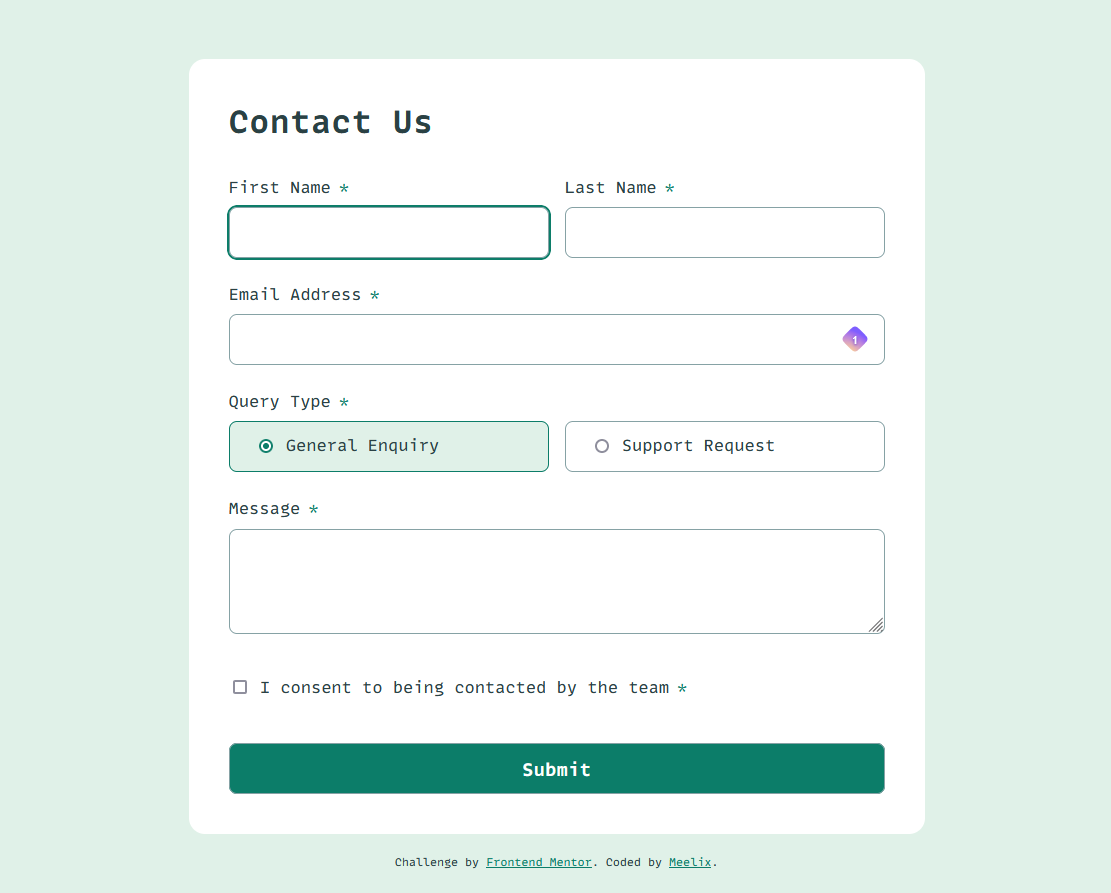 Contact Us
First Name *
Last Name *
Email Address *
1
Query Type *
General Enquiry
Support Request
Message *
I consent to being contacted by the team *
Submit
Challenge by Frontend Mentor. Coded by Meelix.